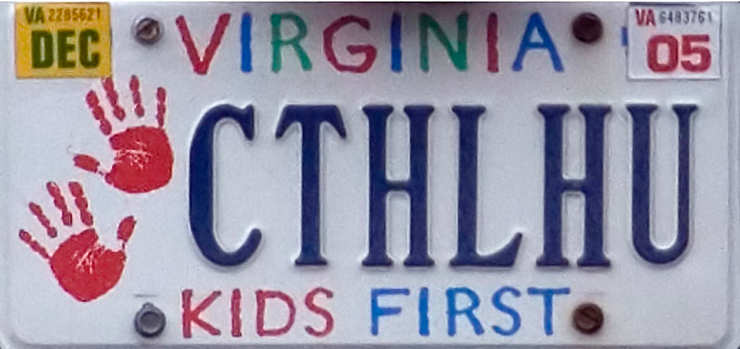 VA 2285621
DEC
VIRGINIA
VA 6483761
05
CTHLHU
KIDS FIRST